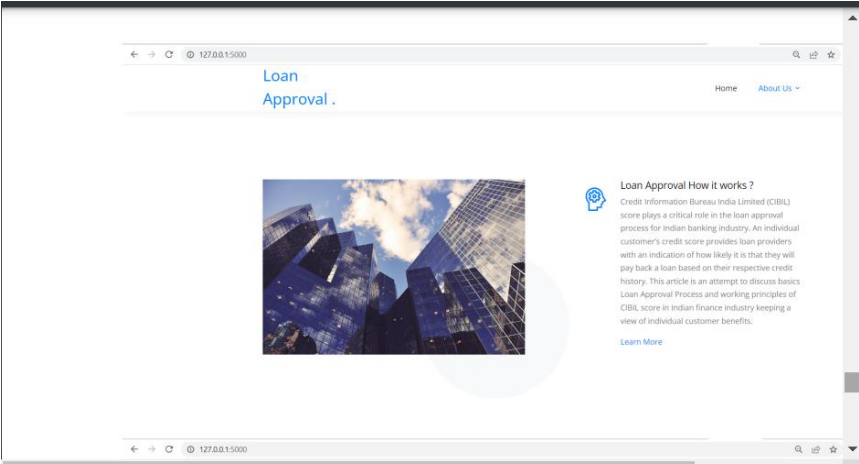 127.0.0.1:5000
Loan
Approval .
Home
About Us
Loan Approval How it works ?
Credit Information Bureau India Limited (CIBIL)
score plays a critical role in the loan approval
process for Indian banking industry. An individual
customer's credit score provides loan providers
with an indication of how likely it is that they will
pay back a loan based on their respective credit
history. This article is an attempt to discuss basics
Loan Approval Process and working principles of
CIBIL score in Indian finance industry keeping a
view of individual customer benefits.
Learn More
127.0.0.1:5000